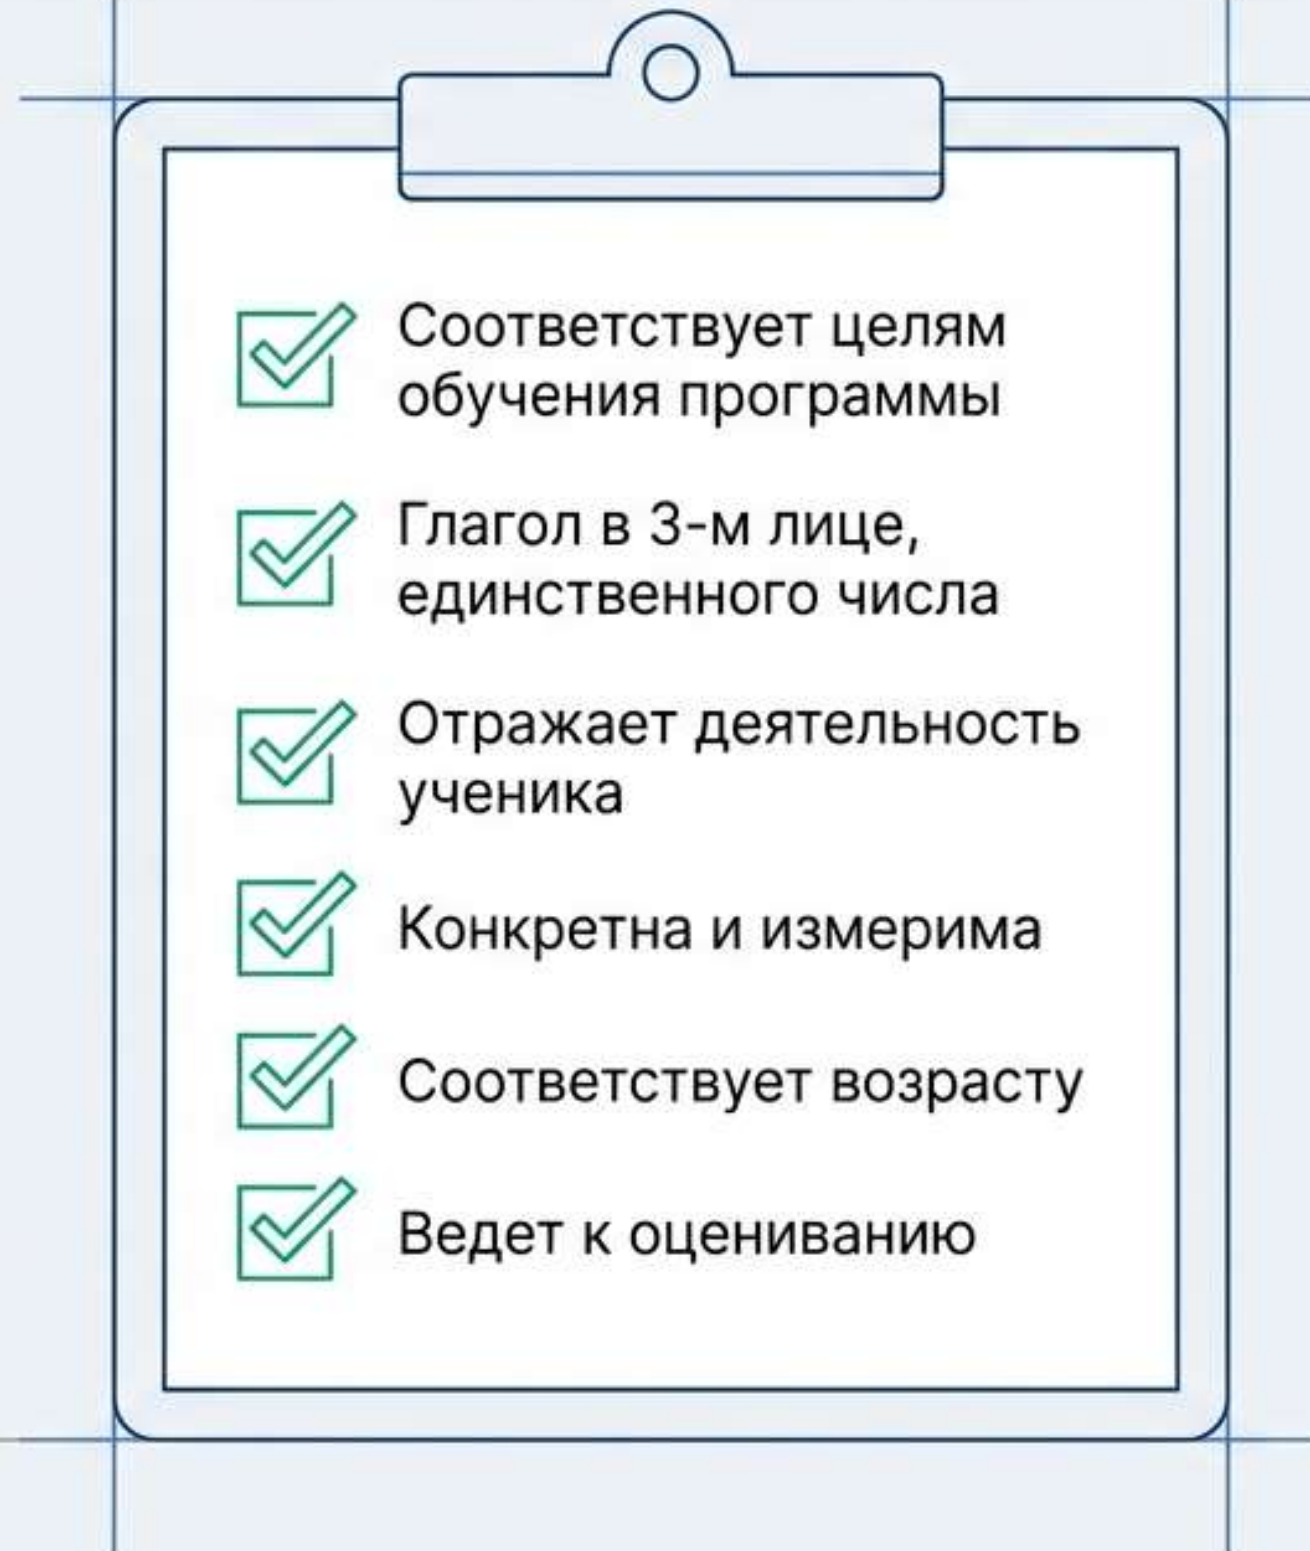 Соответствует целям
обучения программы
Глагол в 3-м лице,
единственного числа
Отражает деятельность
ученика
Конкретна и измерима
Соответствует возрасту
Ведет к оцениванию